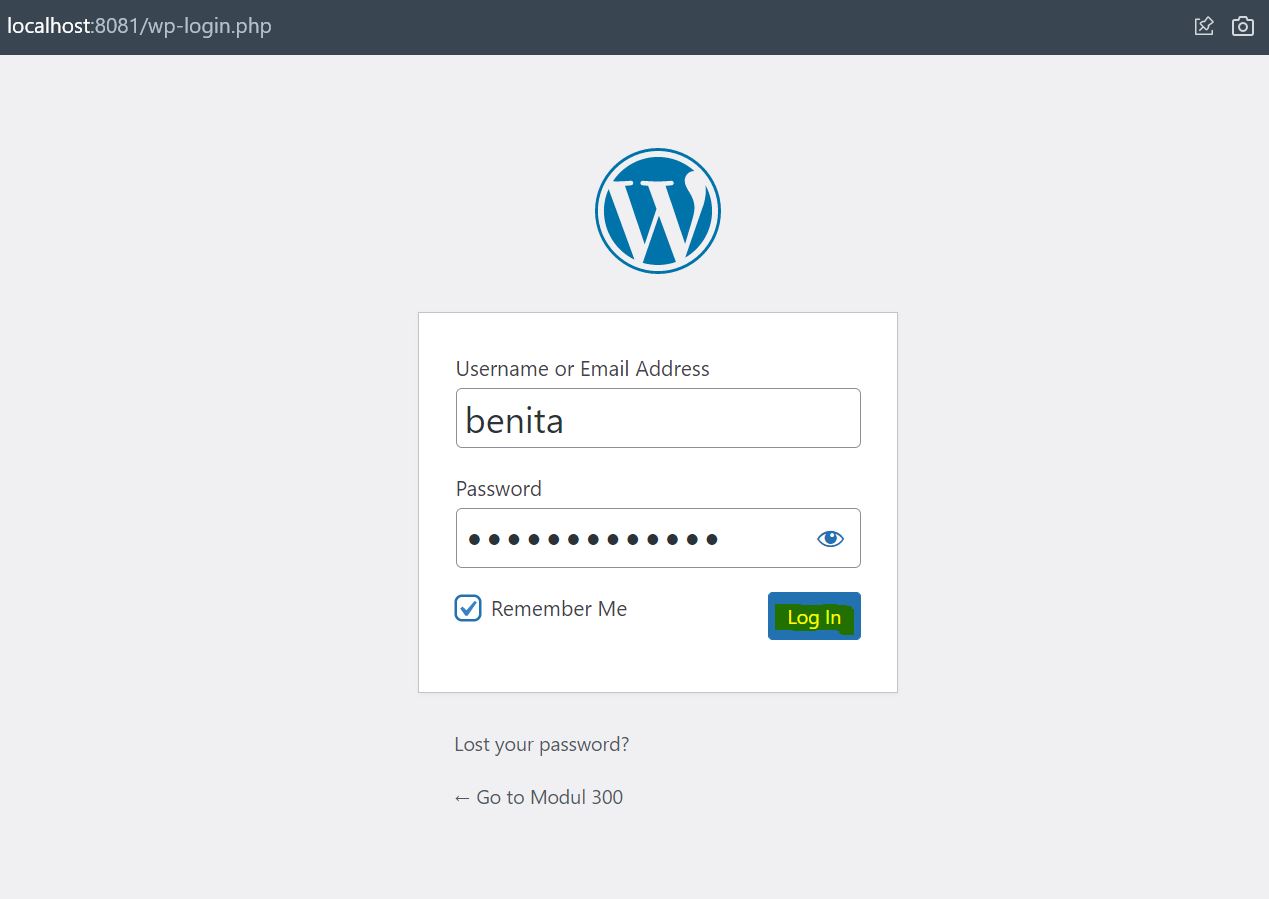 localhost:8081/wp-login.php
Username or Email Address
benita
Password
●●●●●●●●●●●●●
Remember Me
Log In
Lost your password?
← Go to Modul 300